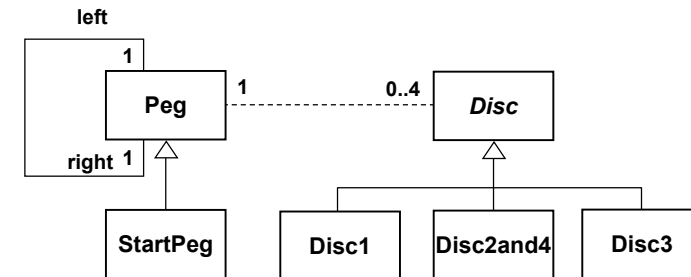 left
1
Peg
1
0..4
Disc
right 1
StartPeg
Disc1
Disc2and4
Disc3